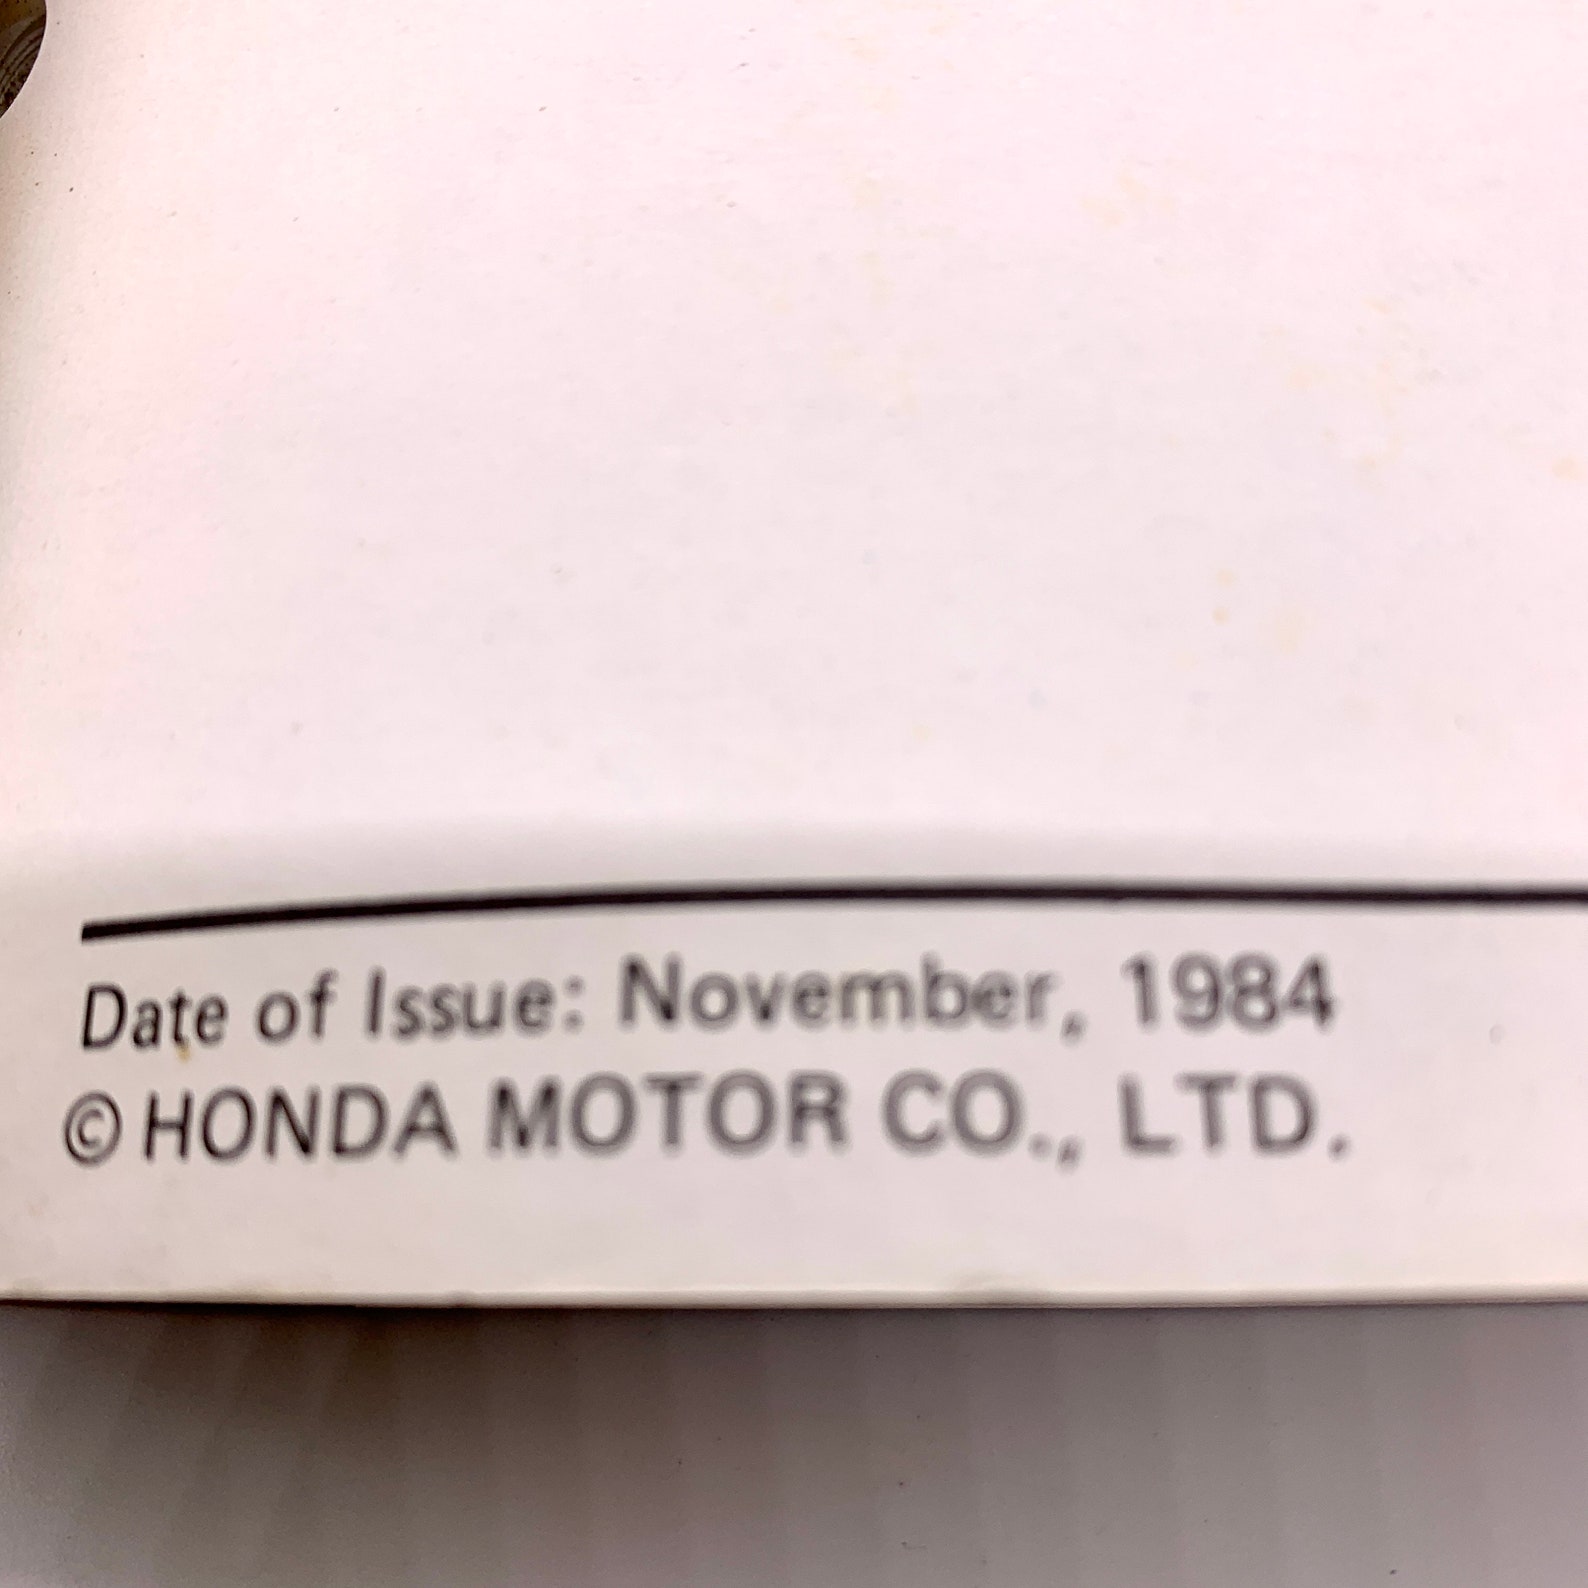 Date of Issue: November, 1984
© HONDA MOTOR CO., LTD.